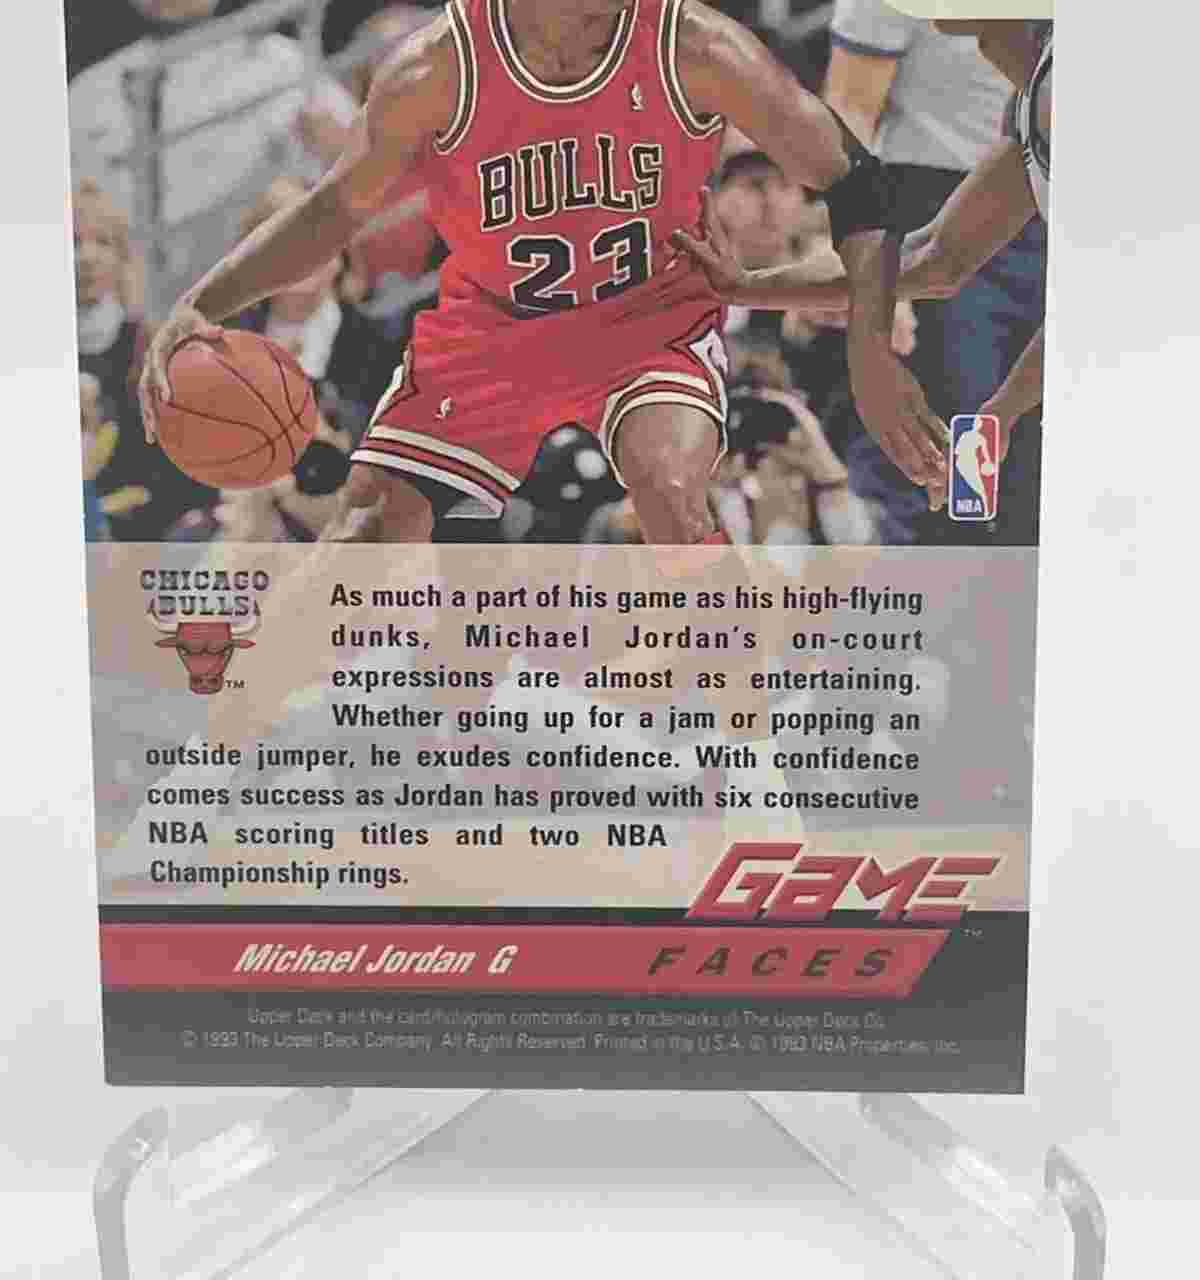 BULLS
23
NBA
CHICAGO
BULLS
TM
As much a part of his game as his high-flying
dunks, Michael Jordan's on-court
expressions are almost as entertaining.
Whether going up for a jam or popping an
outside jumper, he exudes confidence. With confidence
comes success as Jordan has proved with six consecutive
NBA scoring titles and two NBA
Championship rings.
GAME
TM
FACES
Michael Jordan G
Upper Deck and the card/hologram combination are trademarks of The Upper Deck Co.
© 1993 The Upper Deck Company. All Rights Reserved. Printed in the U.S.A. © 1993 NBA Properties, Inc.